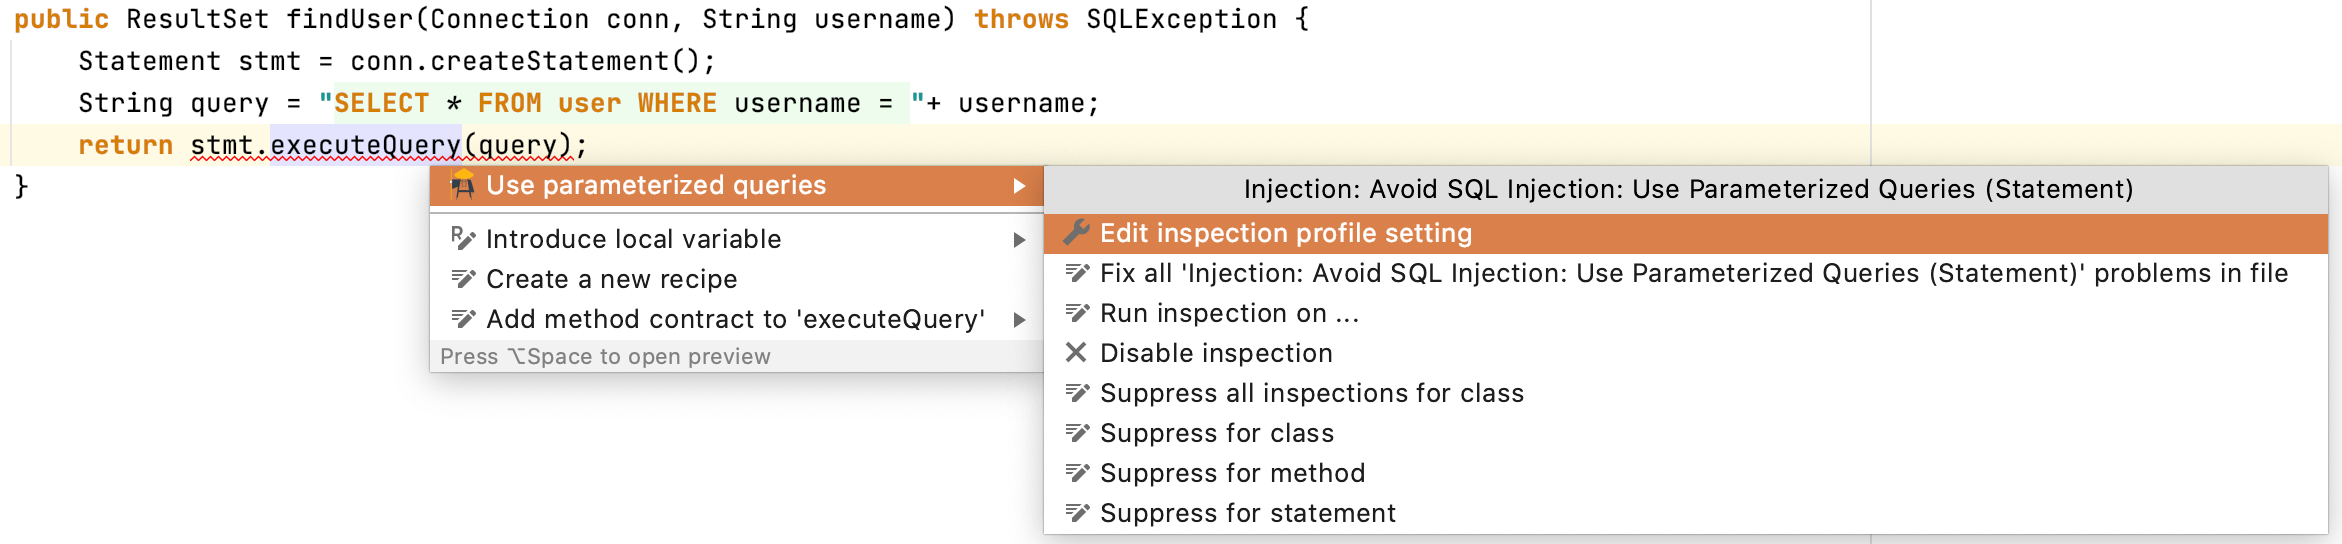 public ResultSet findUser(Connection conn, String username) throws SQLException {
Statement stmt = conn.createStatement();
String query = "SELECT * FROM user WHERE username = "+ username;
return stmt.executeQuery(query);
}
Use parameterized queries
Introduce local variable
Create a new recipe
Add method contract to 'executeQuery'
Press ⌥Space to open preview
Injection: Avoid SQL Injection: Use Parameterized Queries (Statement)
Edit inspection profile setting
Fix all 'Injection: Avoid SQL Injection: Use Parameterized Queries (Statement)' problems in file
Run inspection on ...
Disable inspection
Suppress all inspections for class
Suppress for class
Suppress for method
Suppress for statement